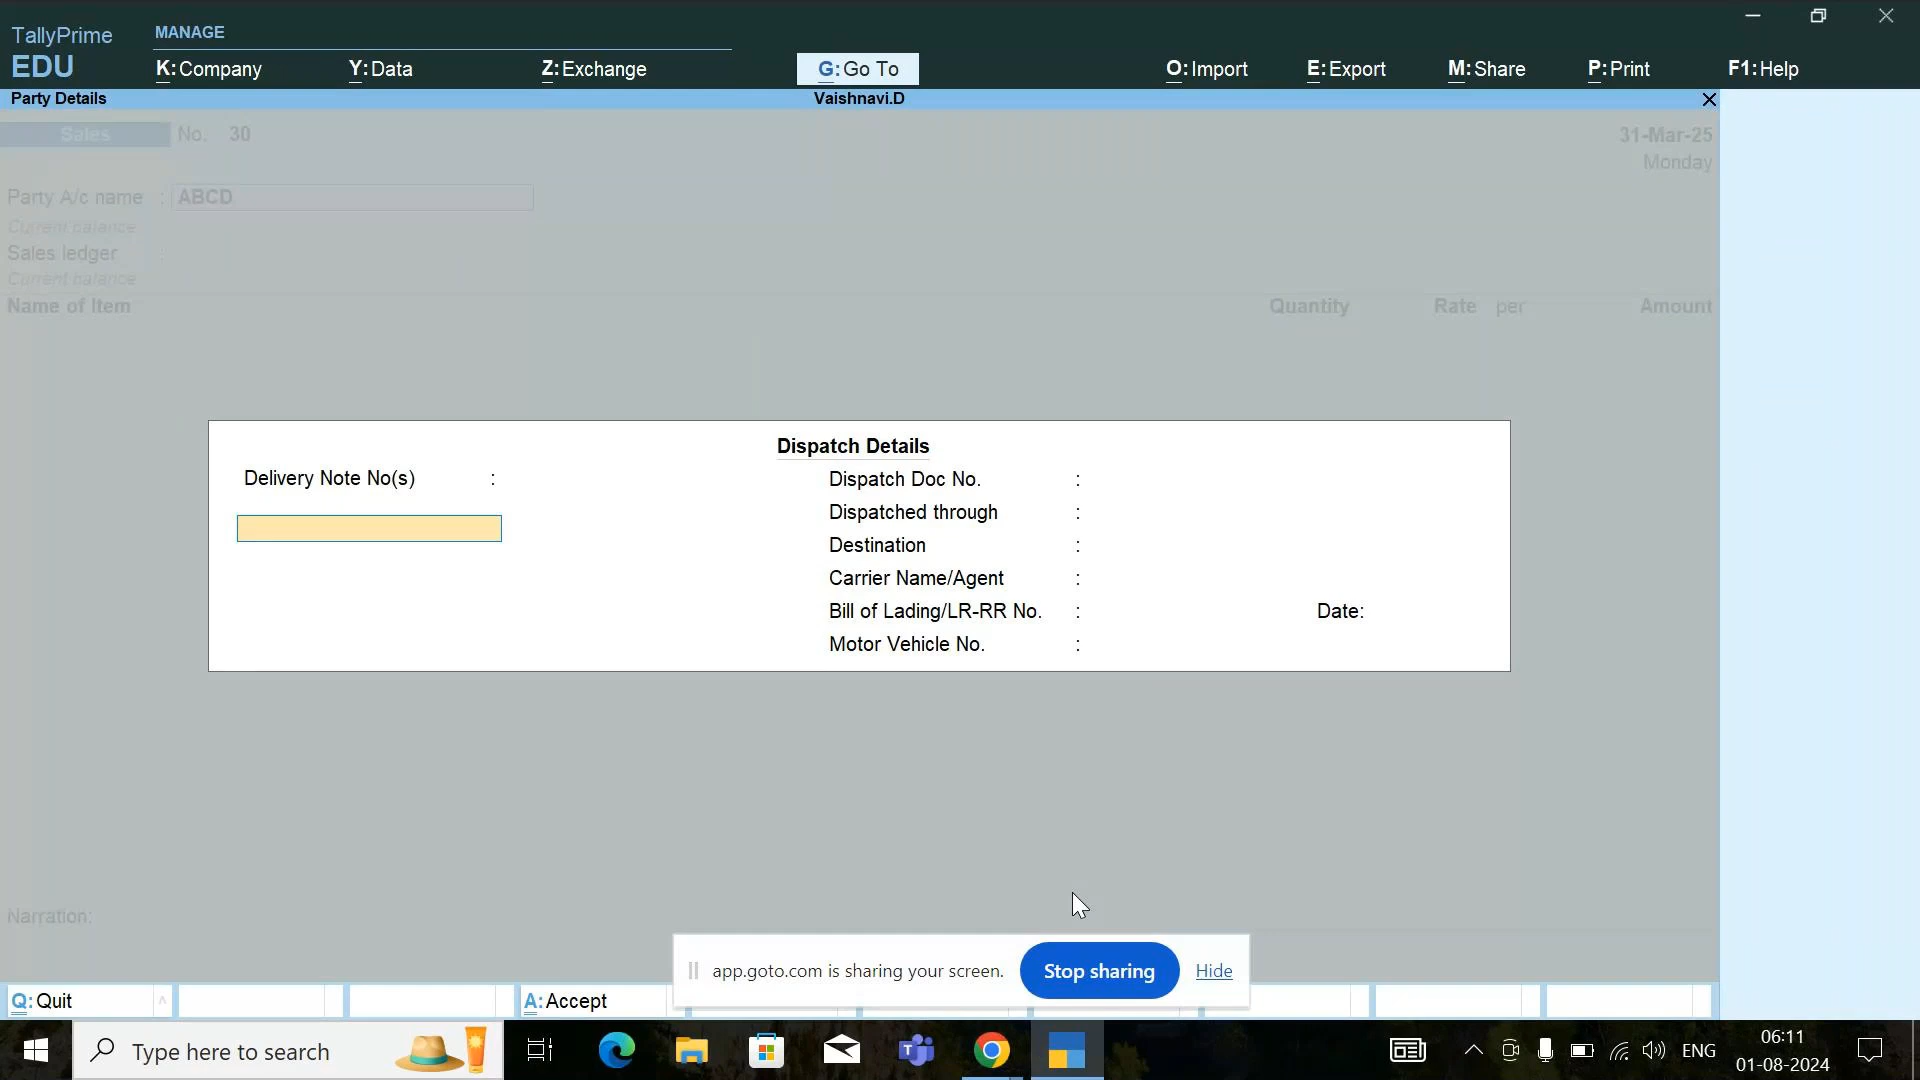 TallyPrime
EDU
MANAGE
K:Company Y:Data Z:Exchange G:Go To O:Import E:Export M:Share P:Print F1:Help
Party Details Vaishnavi.D
Sales No. 30 31-Mar-25
Monday
Party A/c name : ABCD
Current balance
Sales ledger :
Current balance
Name of Item Quantity Rate per Amount
Dispatch Details
Delivery Note No(s) : Dispatch Doc No. :
Dispatched through :
Destination :
Carrier Name/Agent :
Bill of Lading/LR-RR No. : Date:
Motor Vehicle No. :
Narration:
app.goto.com is sharing your screen. Stop sharing Hide
Q:Quit A:Accept
Type here to search
ENG
06:11
01-08-2024